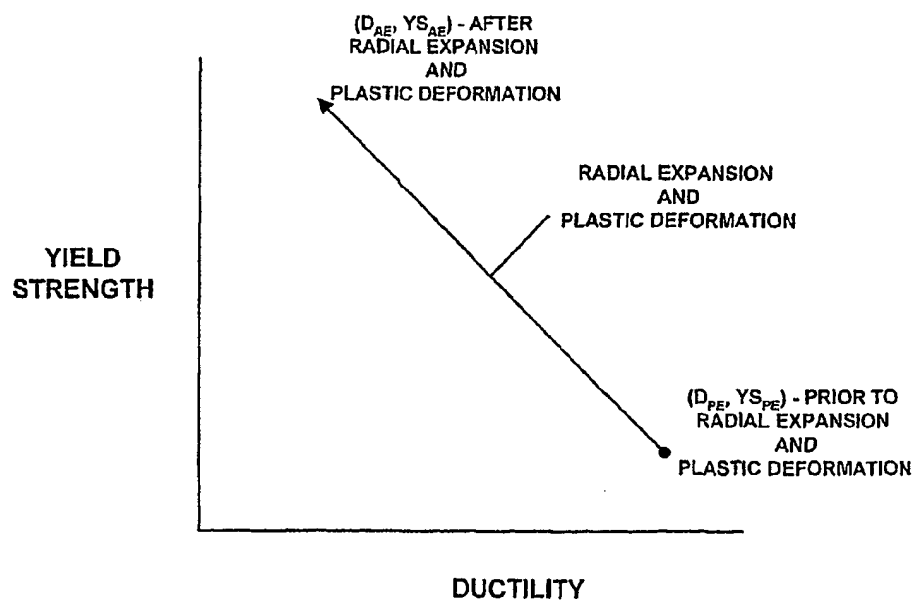 (D_AE, YS_AE) - AFTER
RADIAL EXPANSION
AND
PLASTIC DEFORMATION
RADIAL EXPANSION
AND
PLASTIC DEFORMATION
YIELD
STRENGTH
(D_PE, YS_PE) - PRIOR TO
RADIAL EXPANSION
AND
PLASTIC DEFORMATION
DUCTILITY